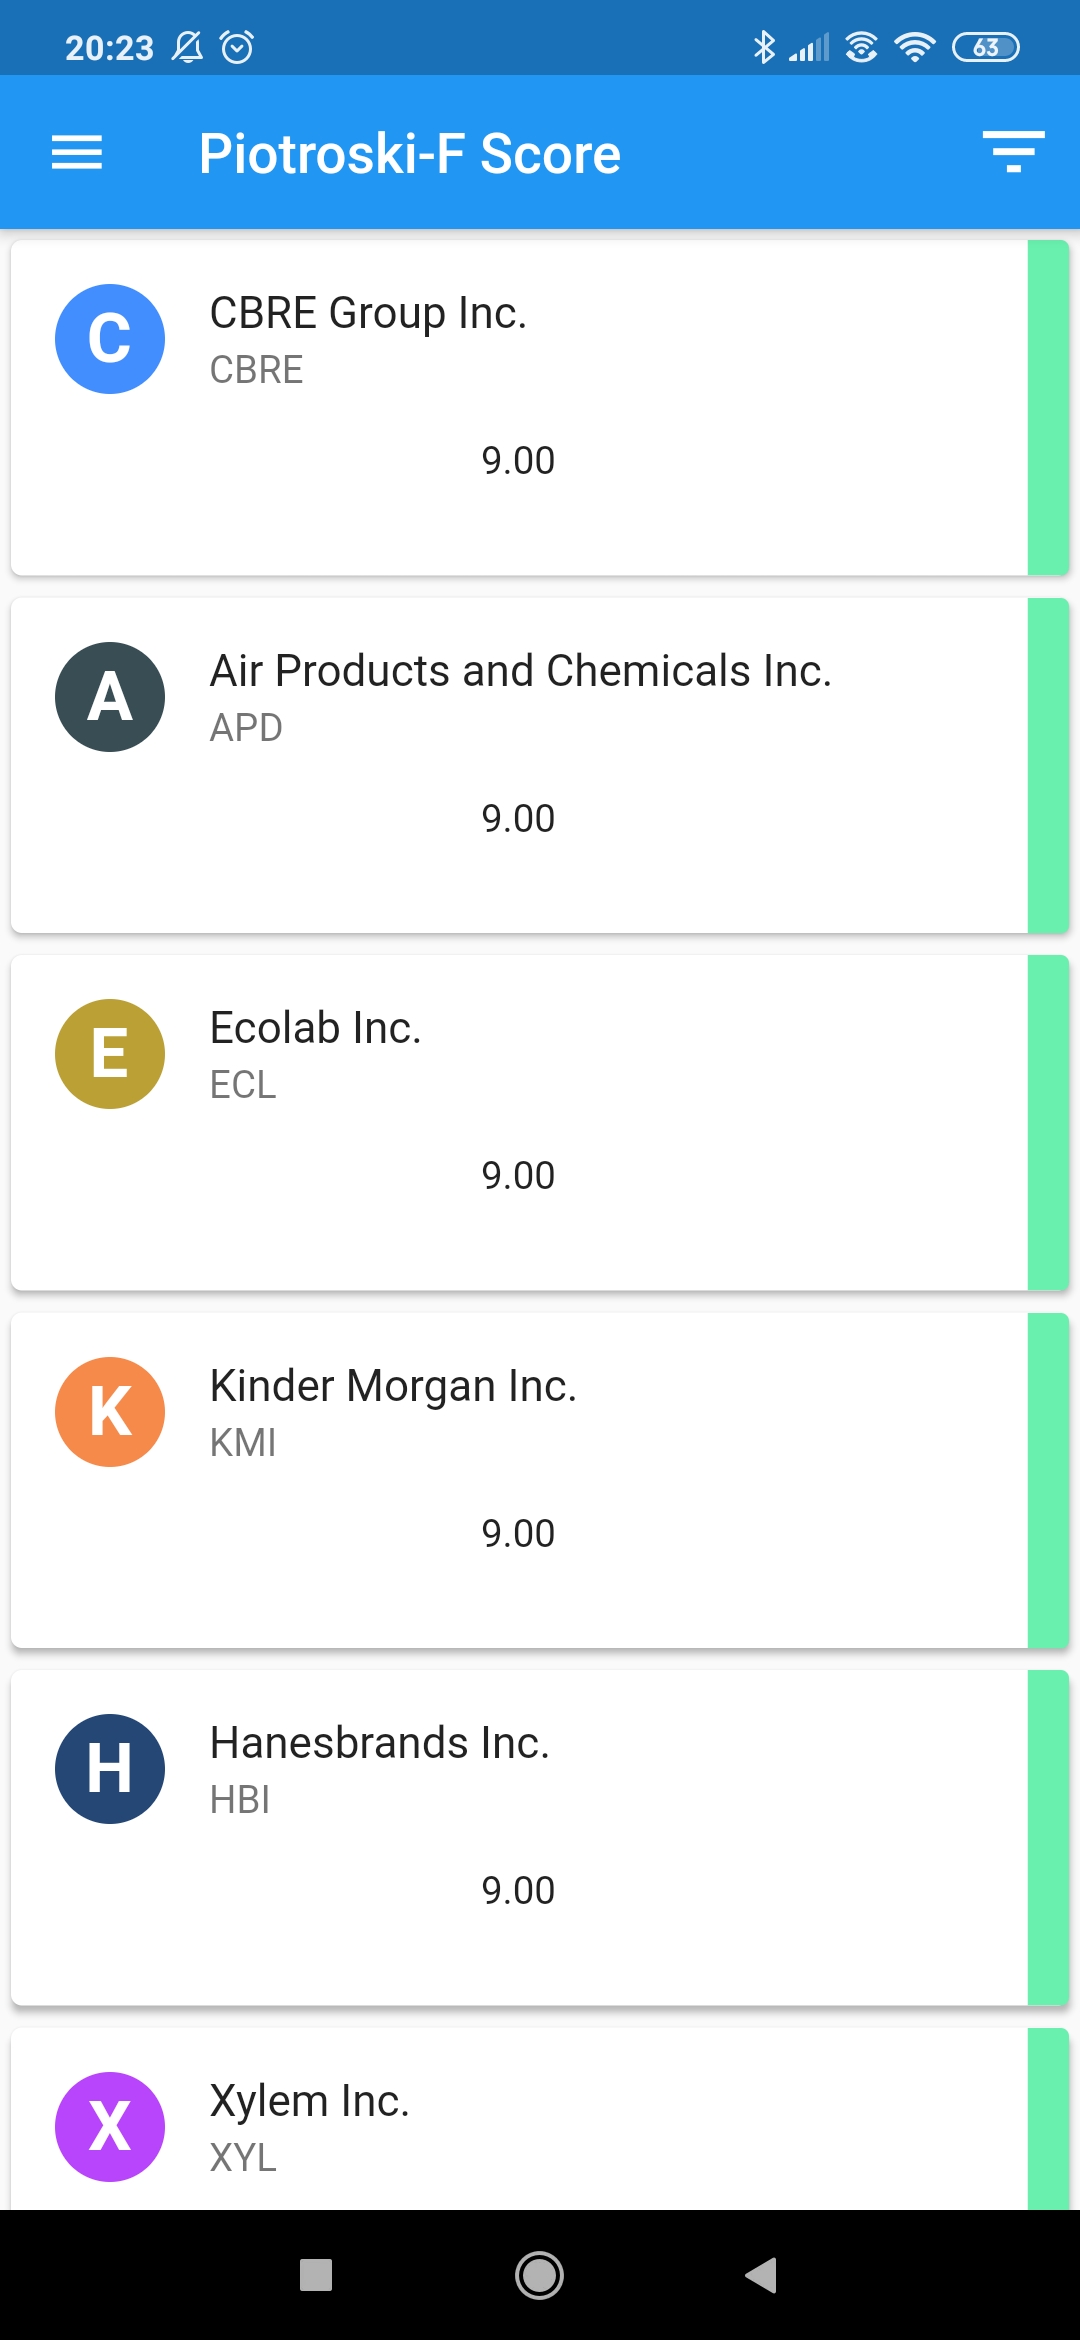 20:23
63
Piotroski-F Score
C
CBRE Group Inc.
CBRE
9.00
A
Air Products and Chemicals Inc.
APD
9.00
E
Ecolab Inc.
ECL
9.00
K
Kinder Morgan Inc.
KMI
9.00
H
Hanesbrands Inc.
HBI
9.00
X
Xylem Inc.
XYL